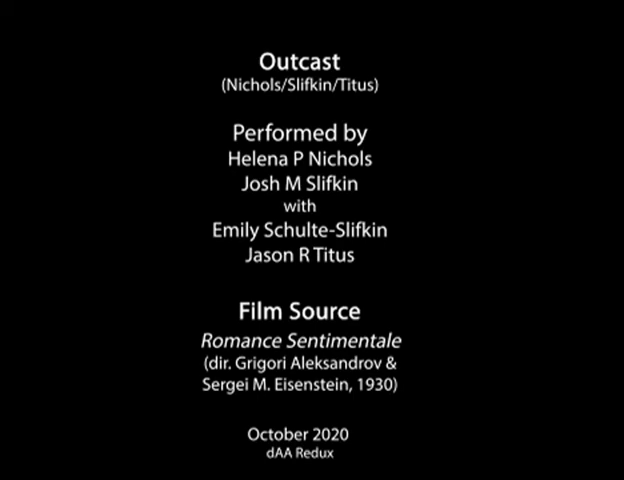 Outcast
(Nichols/Slifkin/Titus)
Performed by
Helena P Nichols
Josh M Slifkin
with
Emily Schulte-Slifkin
Jason R Titus
Film Source
Romance Sentimentale
(dir. Grigori Aleksandrov &
Sergei M. Eisenstein, 1930)
October 2020
dAA Redux